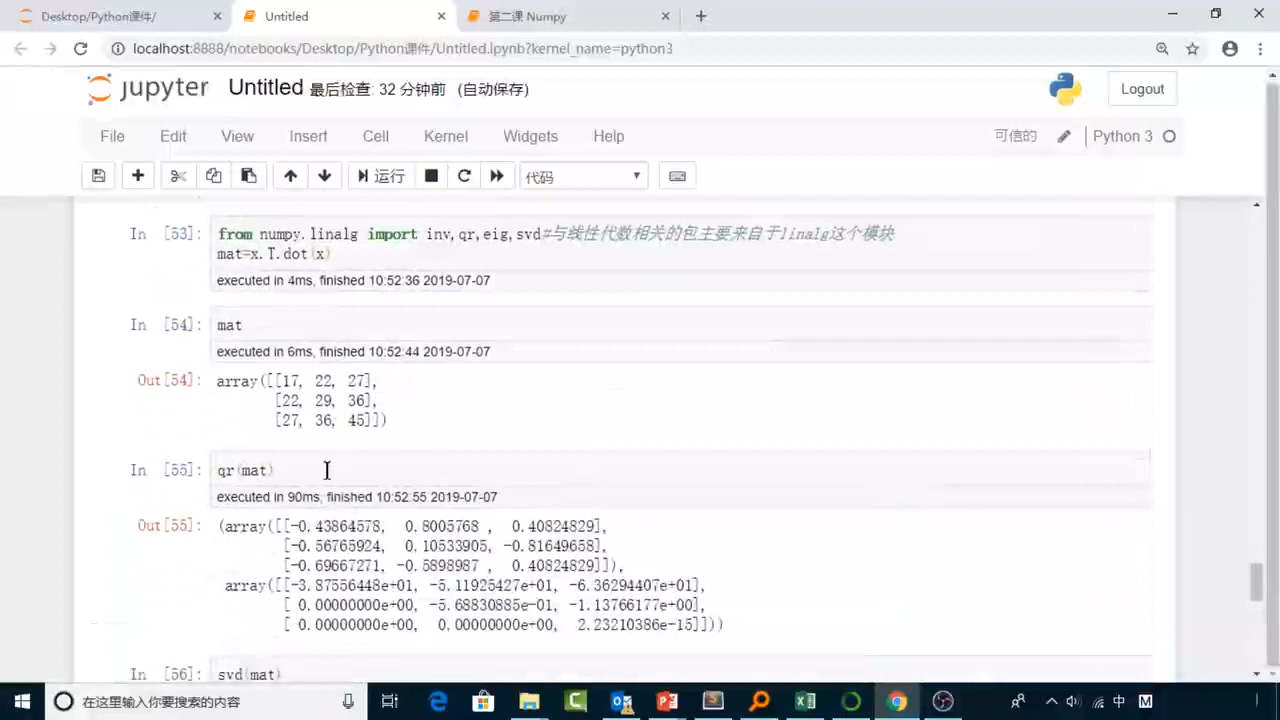 Desktop/Python课件/
Untitled
第二课 Numpy
localhost:8888/notebooks/Desktop/Python课件/Untitled.ipynb?kernel_name=python3
jupyter Untitled 最后检查: 32 分钟前 (自动保存) Logout
File Edit View Insert Cell Kernel Widgets Help 可信的 Python 3
运行 代码
In [53]: from numpy.linalg import inv,qr,eig,svd#与线性代数相关的包主要来自于linalg这个模块
mat=x.T.dot(x)
executed in 4ms, finished 10:52:36 2019-07-07
In [54]: mat
executed in 6ms, finished 10:52:44 2019-07-07
Out[54]: array([[17, 22, 27],
[22, 29, 36],
[27, 36, 45]])
In [55]: qr(mat)
executed in 90ms, finished 10:52:55 2019-07-07
Out[55]: (array([[-0.43864578, 0.8005768 , 0.40824829],
[-0.56765924, 0.10533905, -0.81649658],
[-0.69667271, -0.5898987 , 0.40824829]]),
array([[-3.87556448e+01, -5.11925427e+01, -6.36294407e+01],
[ 0.00000000e+00, -5.68830885e-01, -1.13766177e+00],
[ 0.00000000e+00, 0.00000000e+00, 2.23210386e-15]]))
In [56]: svd(mat)
在这里输入你要搜索的内容
中
M